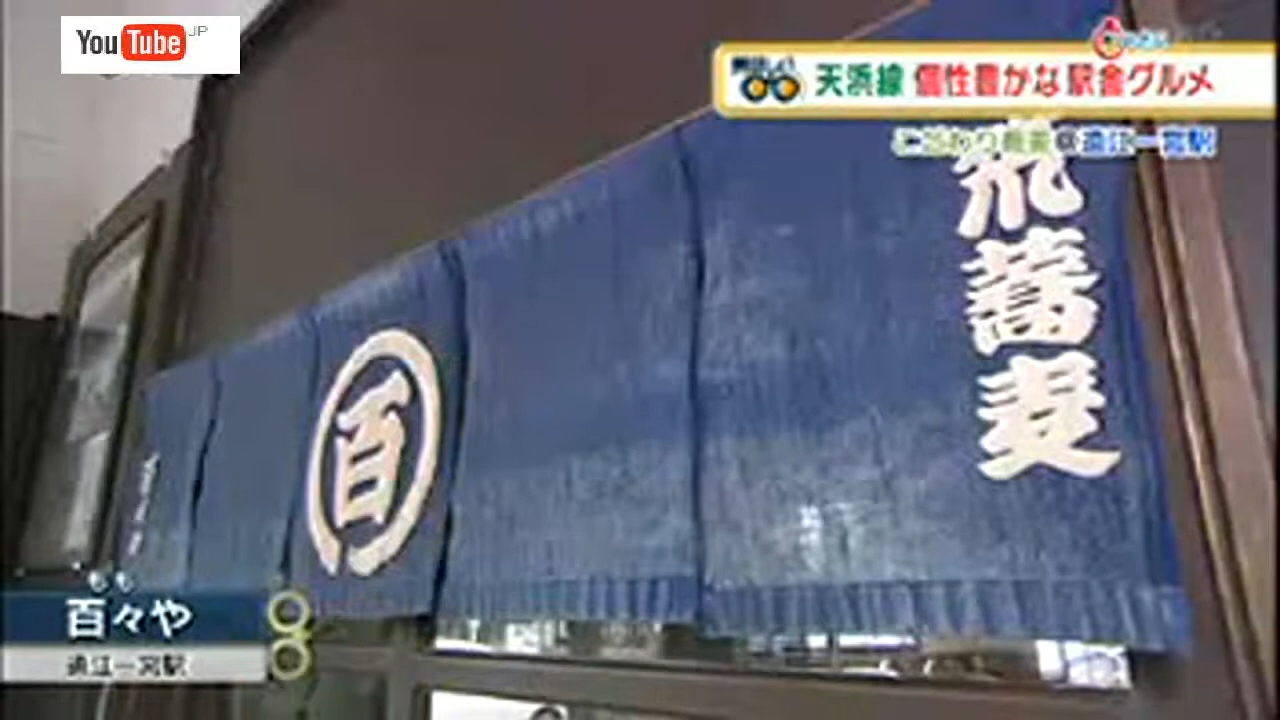 YouTube JP
天浜線 個性豊かな駅舎グルメ
こだわり蕎麦@遠江一宮駅
蕎麦
百
もも
百々や
遠江一宮駅